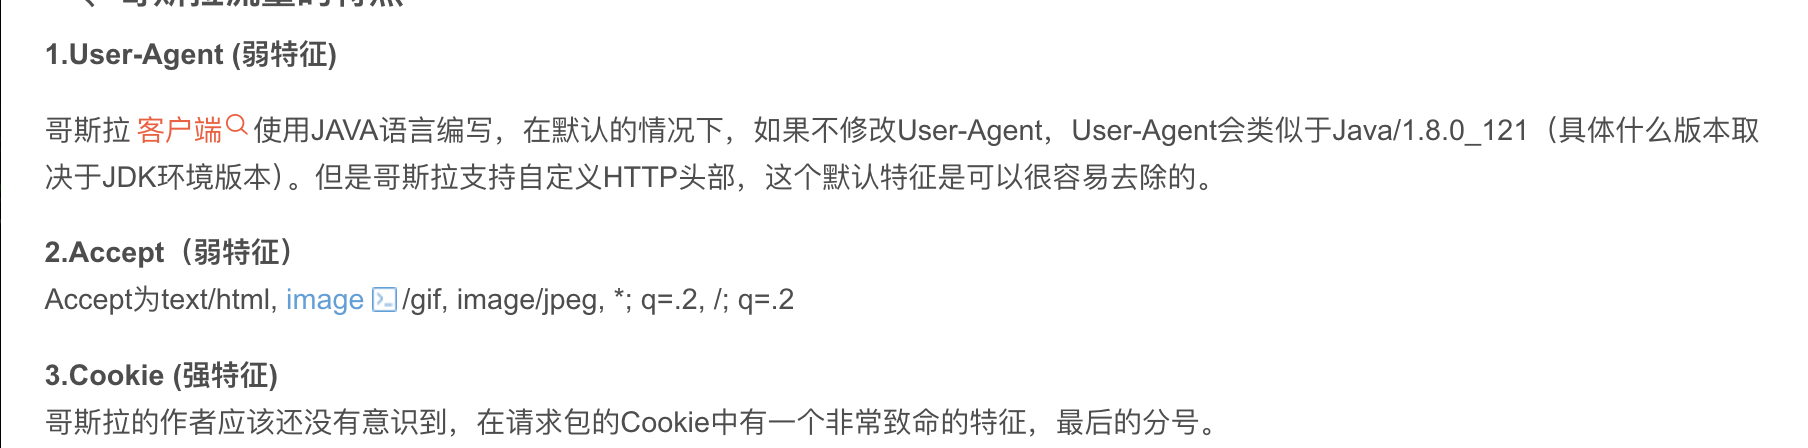 哥斯拉流量的特点
1.User-Agent (弱特征)
哥斯拉 客户端 使用JAVA语言编写，在默认的情况下，如果不修改User-Agent，User-Agent会类似于Java/1.8.0_121（具体什么版本取
决于JDK环境版本）。但是哥斯拉支持自定义HTTP头部，这个默认特征是可以很容易去除的。
2.Accept（弱特征）
Accept为text/html, image /gif, image/jpeg, *; q=.2, /; q=.2
3.Cookie (强特征)
哥斯拉的作者应该还没有意识到，在请求包的Cookie中有一个非常致命的特征，最后的分号。